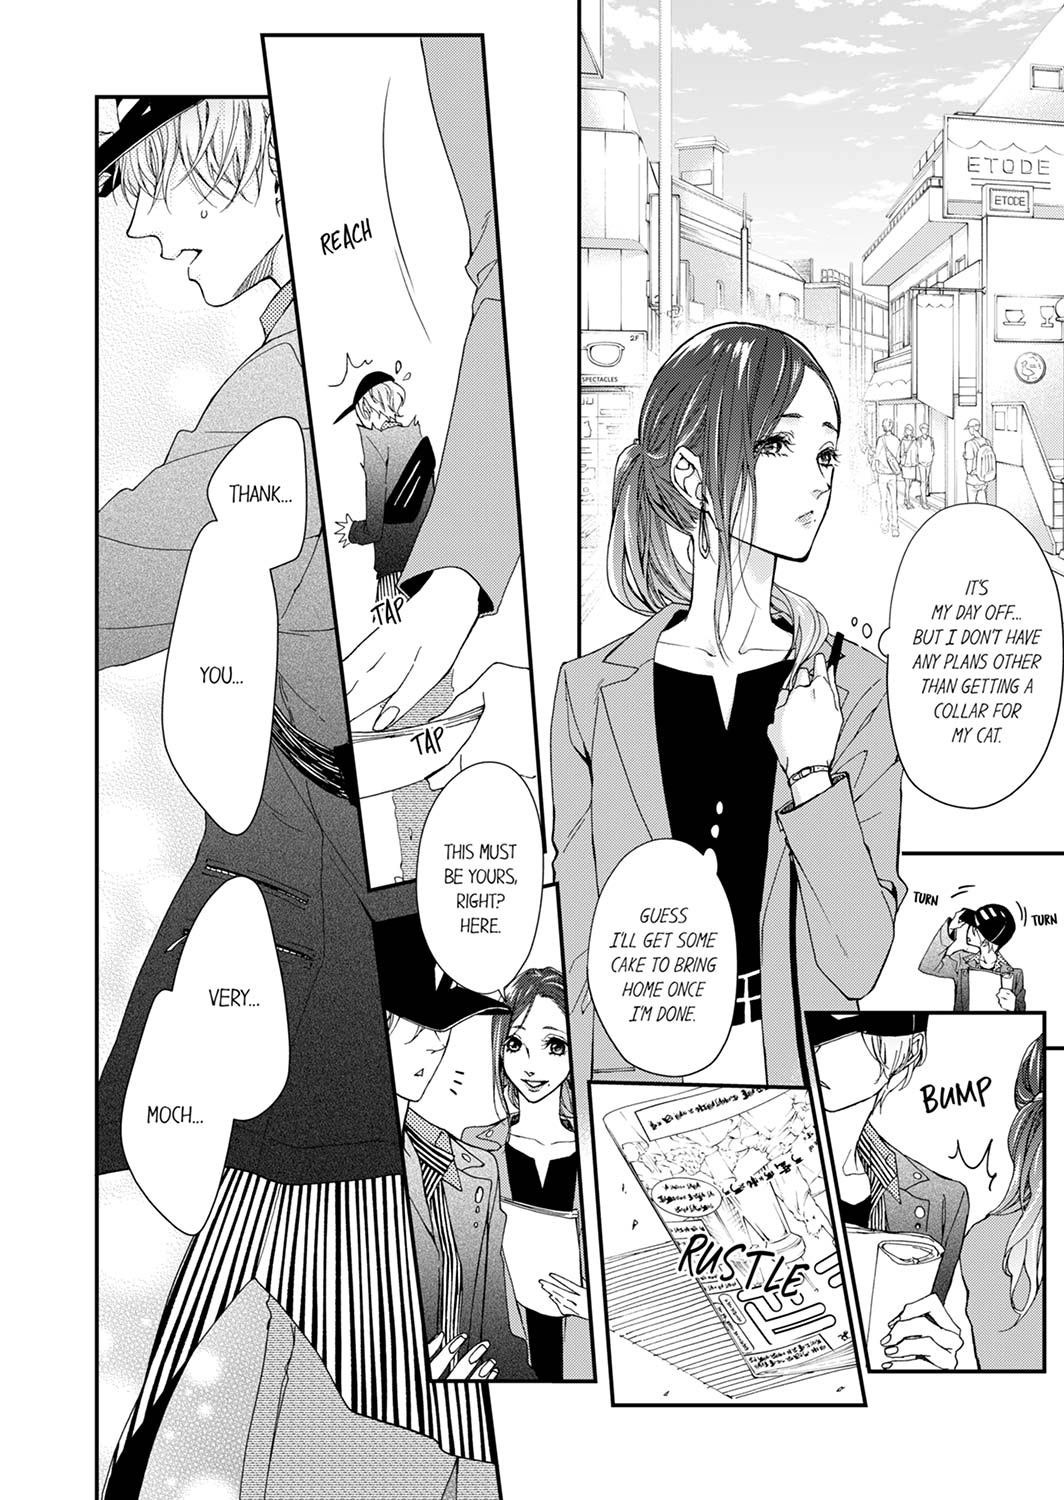 ETODE
ETODE
2F
SPECTACLES
IT'S
MY DAY OFF...
BUT I DON'T HAVE
ANY PLANS OTHER
THAN GETTING A
COLLAR FOR
MY CAT.
GUESS
I'LL GET SOME
CAKE TO BRING
HOME ONCE
I'M DONE.
TURN
TURN
BUMP
RUSTLE
THIS MUST
BE YOURS,
RIGHT?
HERE.
REACH
TAP
TAP
THANK...
YOU...
VERY...
MOCH...